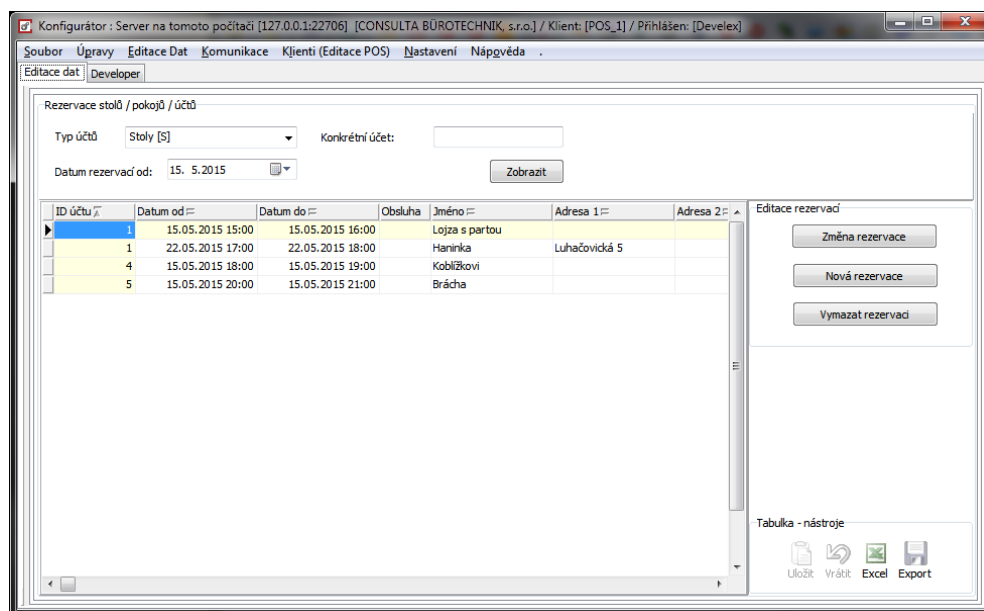 Konfigurátor : Server na tomoto počítači [127.0.0.1:22706] [CONSULTA BÜROTECHNIK, s.r.o.] / Klient: [POS_1] / Přihlášen: [Develex]
Soubor Úpravy Editace Dat Komunikace Klienti (Editace POS) Nastavení Nápověda .
Editace dat Developer
Rezervace stolů / pokojů / účtů
Typ účtů Stoly [S] Konkrétní účet:
Datum rezervací od: 15. 5.2015 Zobrazit
ID účtu Datum od Datum do Obsluha Jméno Adresa 1 Adresa 2
1 15.05.2015 15:00 15.05.2015 16:00 Lojza s partou
1 22.05.2015 17:00 22.05.2015 18:00 Haninka Luhačovická 5
4 15.05.2015 18:00 15.05.2015 19:00 Koblížkovi
5 15.05.2015 20:00 15.05.2015 21:00 Brácha
Editace rezervací
Změna rezervace
Nová rezervace
Vymazat rezervaci
Tabulka - nástroje
Uložit Vrátit Excel Export